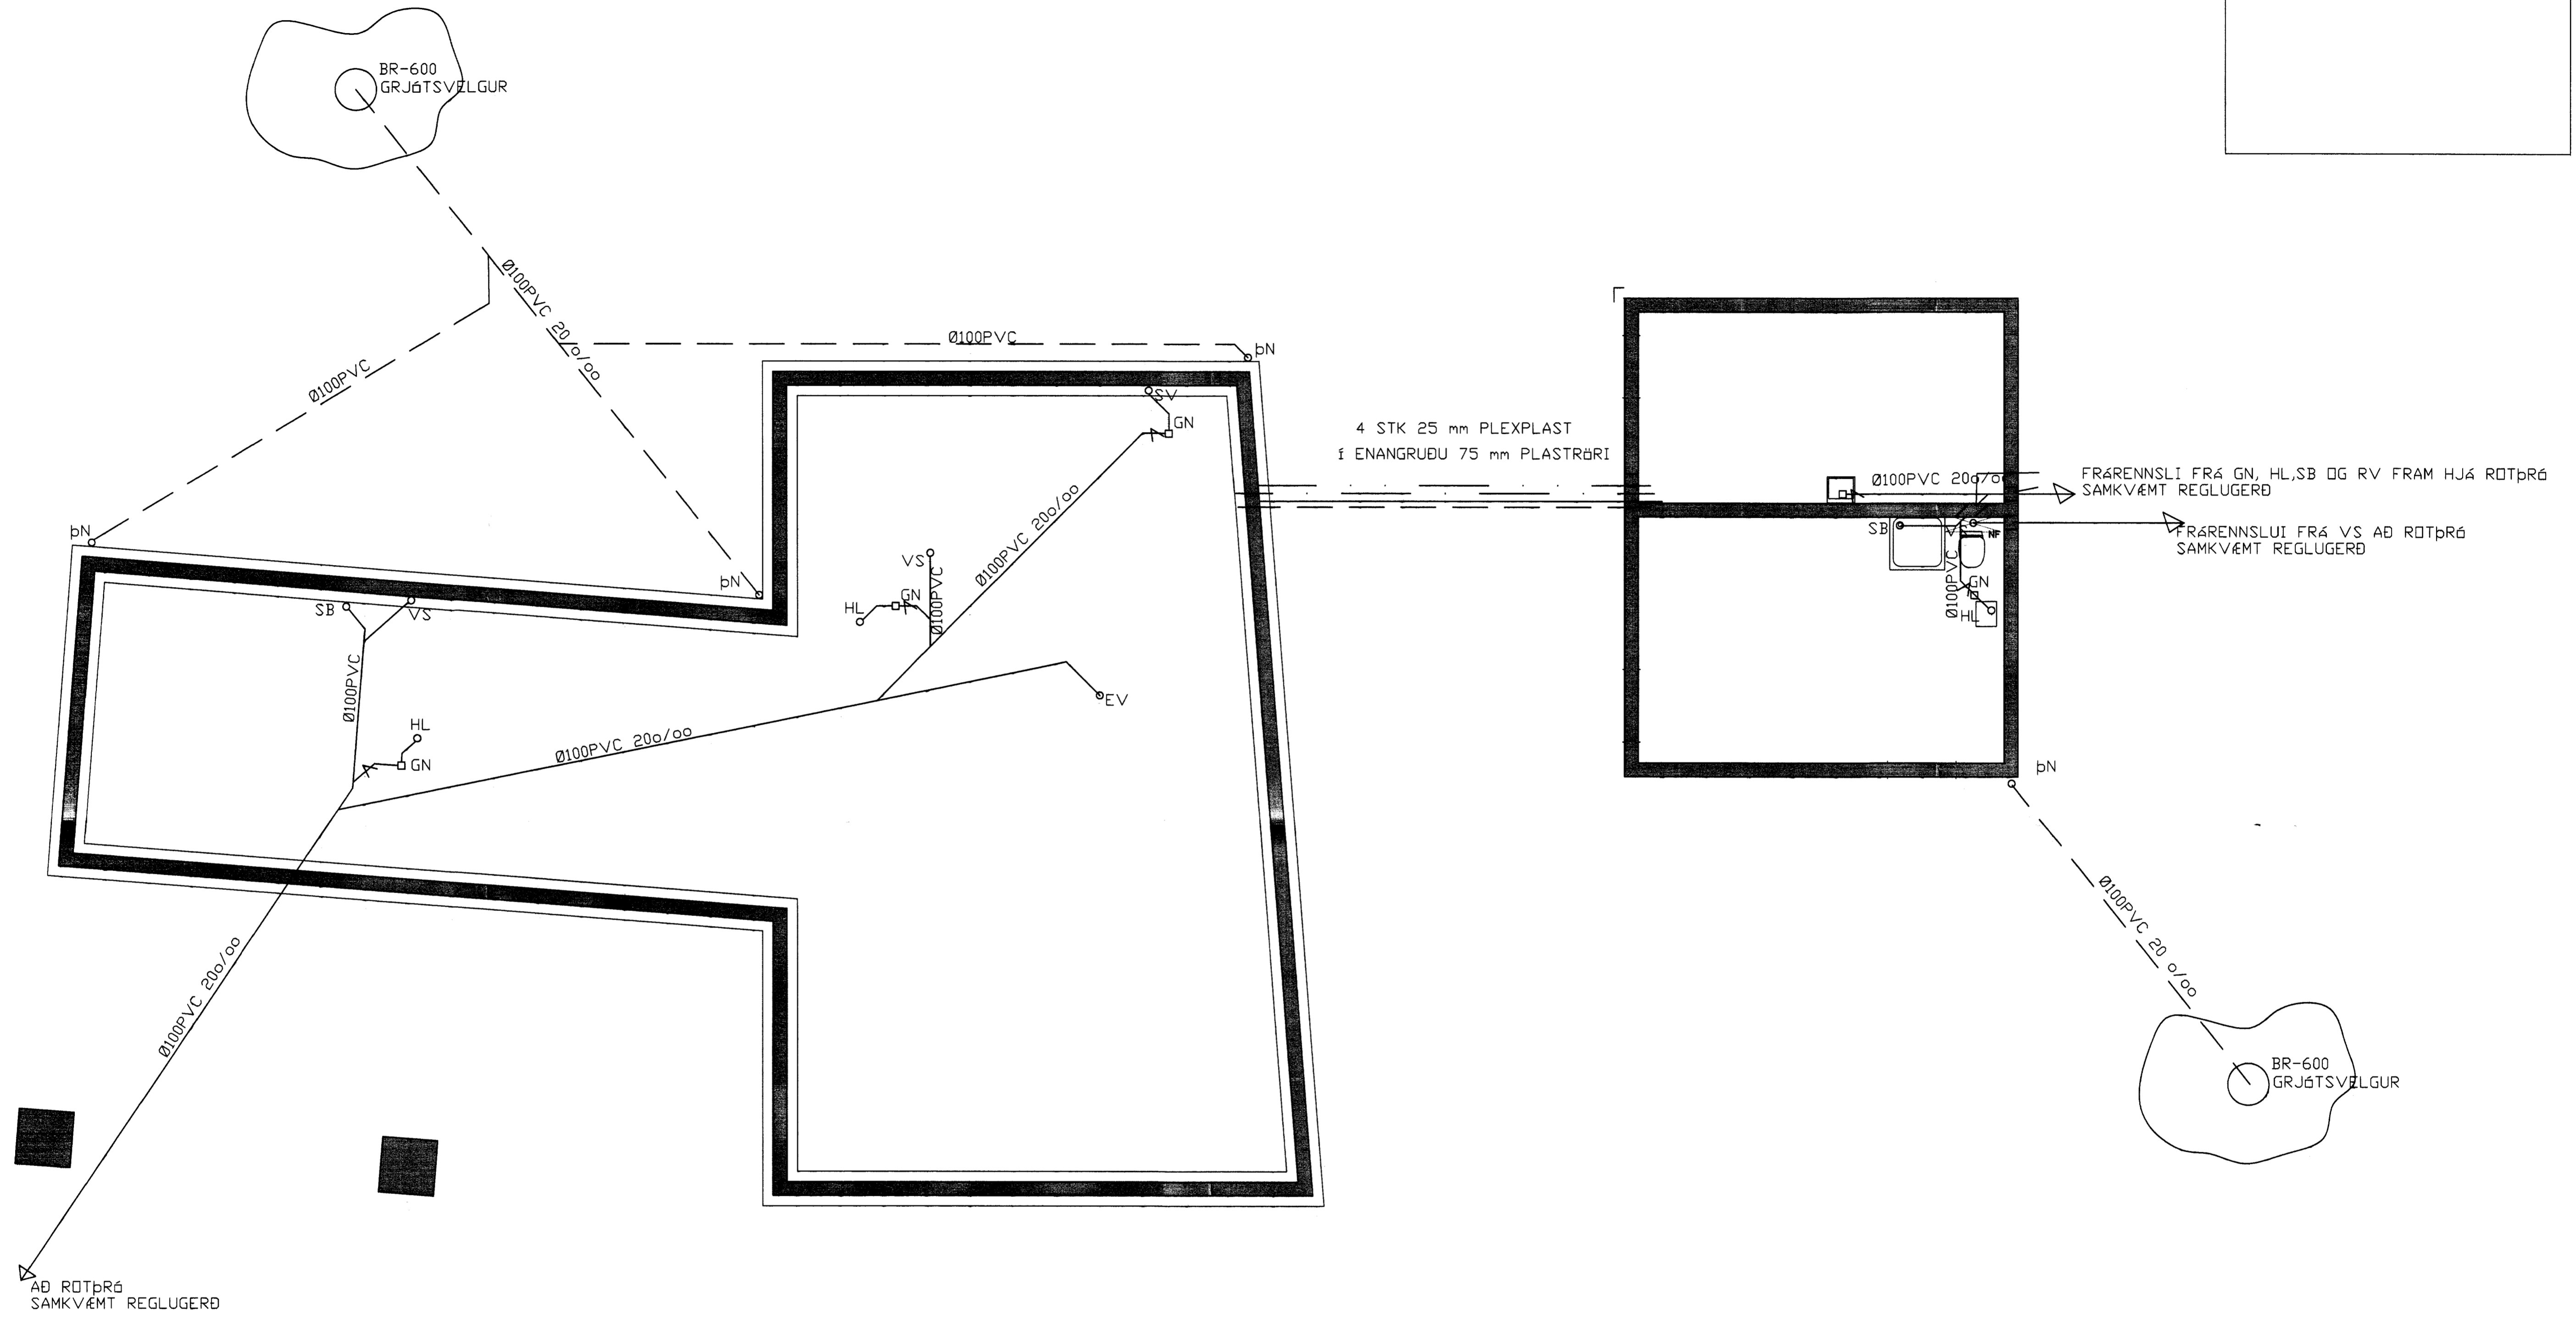 BR-600
GRJóTSVELGUR
Ø100PVC 20 o/oo
Ø100PVC
Ø100PVC
þN
þN
þN
SV
GN
4 STK 25 mm PLEXPLAST
í ENANGRUÐU 75 mm PLASTRöRI
Ø100PVC 20o/oo
FRáRENNSLI FRá GN, HL,SB OG RV FRAM HJá ROTþRó
SAMKVÆMT REGLUGERÐ
FRáRENNSLUI FRá VS AÐ ROTþRó
SAMKVÆMT REGLUGERÐ
SB
VS
NF
GN
HL
Ø100PVC
Ø100PVC 20o/oo
VS
GN
HL
Ø100PVC
SB
VS
Ø100PVC
HL
GN
EV
Ø100PVC 20o/oo
Ø100PVC 20o/oo
þN
Ø100PVC 20 o/oo
BR-600
GRJóTSVELGUR
AÐ ROTþRó
SAMKVÆMT REGLUGERÐ